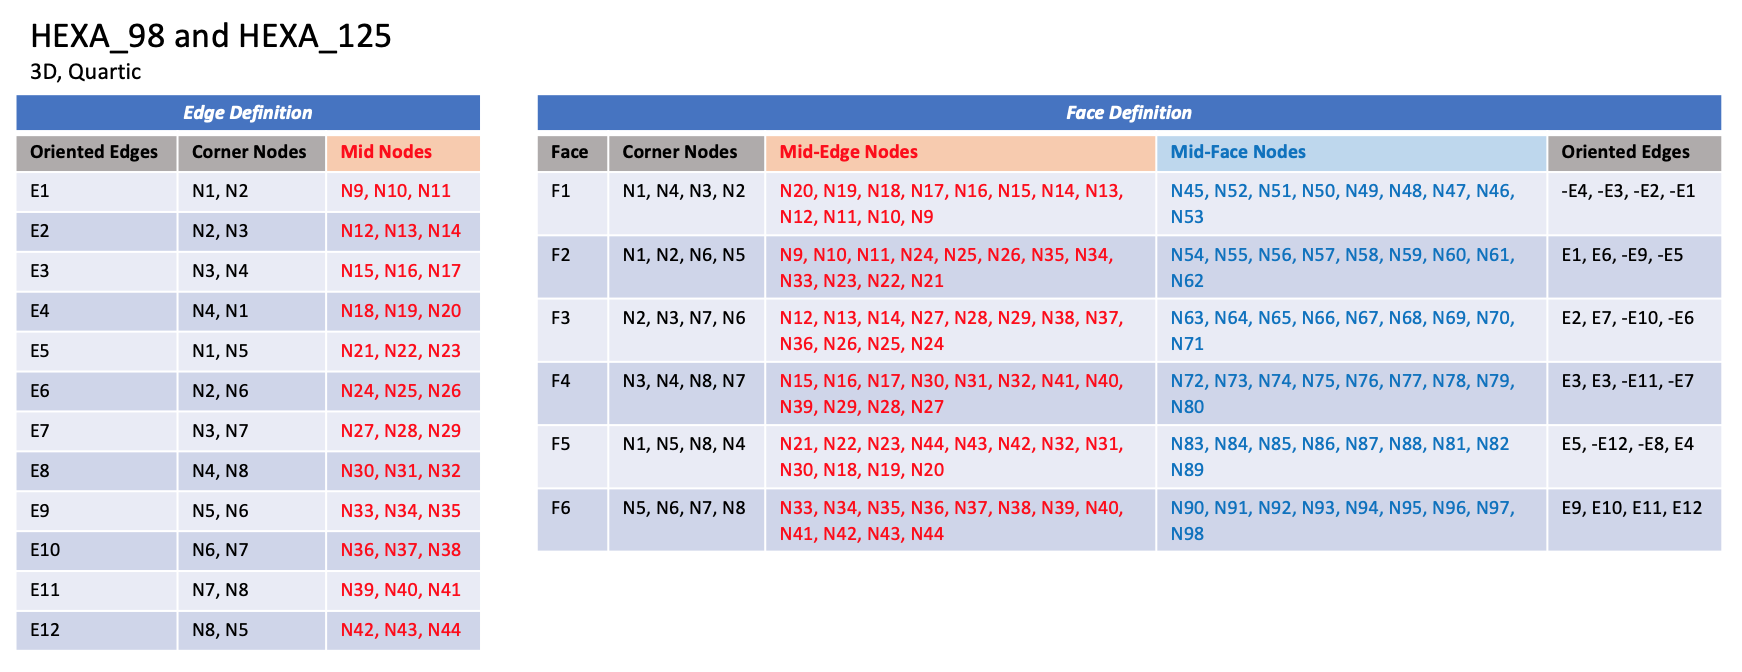 HEXA_98 and HEXA_125
3D, Quartic
Edge Definition
Oriented Edges Corner Nodes Mid Nodes
E1 N1, N2 N9, N10, N11
E2 N2, N3 N12, N13, N14
E3 N3, N4 N15, N16, N17
E4 N4, N1 N18, N19, N20
E5 N1, N5 N21, N22, N23
E6 N2, N6 N24, N25, N26
E7 N3, N7 N27, N28, N29
E8 N4, N8 N30, N31, N32
E9 N5, N6 N33, N34, N35
E10 N6, N7 N36, N37, N38
E11 N7, N8 N39, N40, N41
E12 N8, N5 N42, N43, N44
Face Definition
Face Corner Nodes Mid-Edge Nodes Mid-Face Nodes Oriented Edges
F1 N1, N4, N3, N2 N20, N19, N18, N17, N16, N15, N14, N13, N45, N52, N51, N50, N49, N48, N47, N46, -E4, -E3, -E2, -E1
N12, N11, N10, N9 N53
F2 N1, N2, N6, N5 N9, N10, N11, N24, N25, N26, N35, N34, N54, N55, N56, N57, N58, N59, N60, N61, E1, E6, -E9, -E5
N33, N23, N22, N21 N62
F3 N2, N3, N7, N6 N12, N13, N14, N27, N28, N29, N38, N37, N63, N64, N65, N66, N67, N68, N69, N70, E2, E7, -E10, -E6
N36, N26, N25, N24 N71
F4 N3, N4, N8, N7 N15, N16, N17, N30, N31, N32, N41, N40, N72, N73, N74, N75, N76, N77, N78, N79, E3, E3, -E11, -E7
N39, N29, N28, N27 N80
F5 N1, N5, N8, N4 N21, N22, N23, N44, N43, N42, N32, N31, N83, N84, N85, N86, N87, N88, N81, N82 E5, -E12, -E8, E4
N30, N18, N19, N20 N89
F6 N5, N6, N7, N8 N33, N34, N35, N36, N37, N38, N39, N40, N90, N91, N92, N93, N94, N95, N96, N97, E9, E10, E11, E12
N41, N42, N43, N44 N98